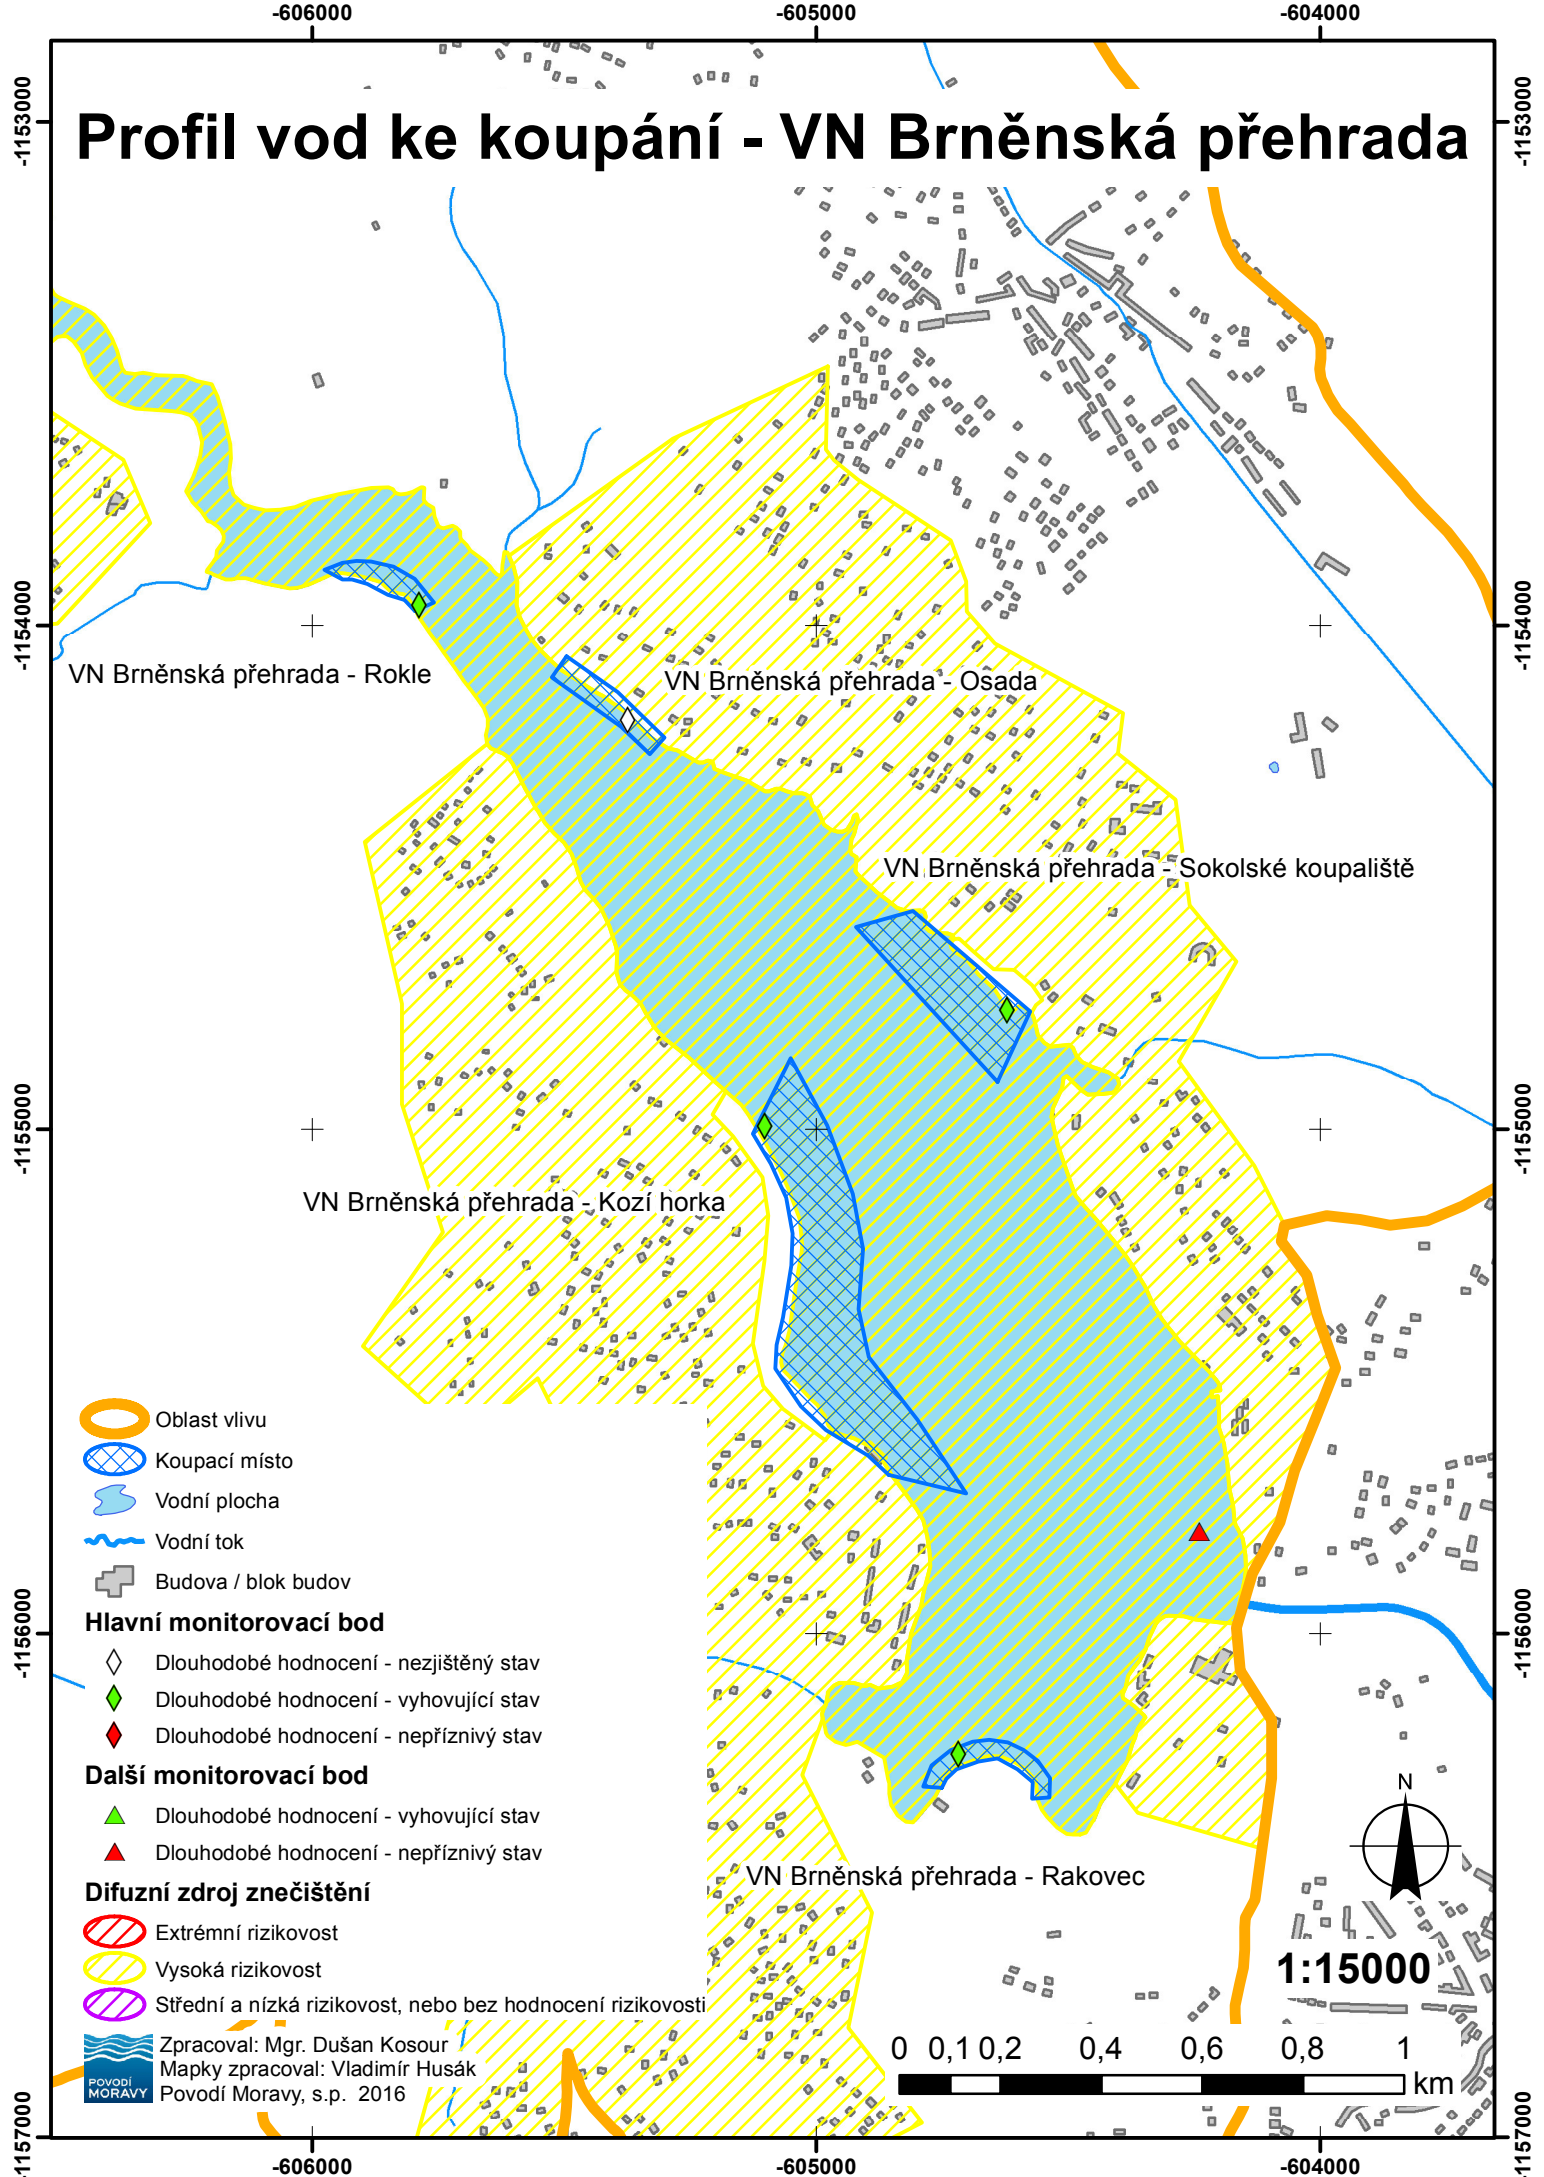 -606000
-605000
-604000
-1153000
-1153000
Profil vod ke koupání - VN Brněnská přehrada
-1154000
-1154000
VN Brněnská přehrada - Rokle
VN Brněnská přehrada - Osada
VN Brněnská přehrada - Sokolské koupaliště
-1155000
-1155000
VN Brněnská přehrada - Kozí horka
Oblast vlivu
Koupací místo
Vodní plocha
Vodní tok
Budova / blok budov
Hlavní monitorovací bod
-1156000
-1156000
Dlouhodobé hodnocení - nezjištěný stav
Dlouhodobé hodnocení - vyhovující stav
Dlouhodobé hodnocení - nepříznivý stav
Další monitorovací bod
Dlouhodobé hodnocení - vyhovující stav
Dlouhodobé hodnocení - nepříznivý stav
N
VN Brněnská přehrada - Rakovec
Difuzní zdroj znečištění
Extrémní rizikovost
Vysoká rizikovost
Střední a nízká rizikovost, nebo bez hodnocení rizikovosti
1:15000
POVODÍ
MORAVY
Zpracoval: Mgr. Dušan Kosour
Mapky zpracoval: Vladimír Husák
Povodí Moravy, s.p. 2016
0 0,1 0,2 0,4 0,6 0,8 1
km
-1157000
-1157000
-606000
-605000
-604000